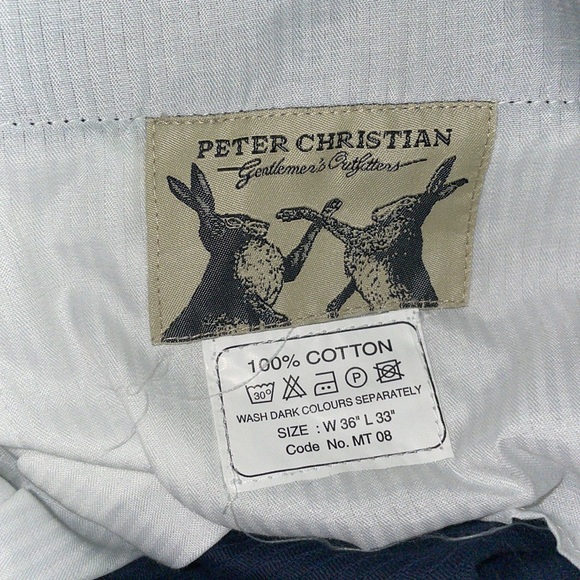 PETER CHRISTIAN
Gentlemen's Outfitters
100% COTTON
30° P
WASH DARK COLOURS SEPARATELY
SIZE : W 36" L 33"
Code No. MT 08